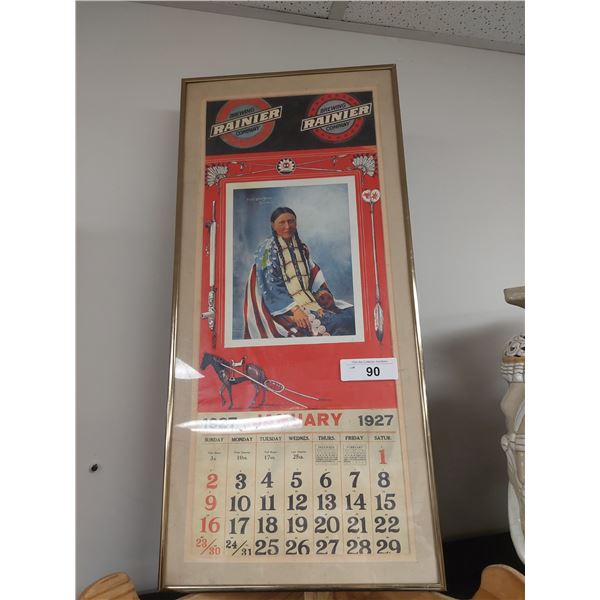 BREWING BREWING
RAINIER RAINIER
COMPANY COMPANY
90
1927 JANUARY 1927
SUNDAY MONDAY TUESDAY WEDNES. THURS. FRIDAY SATUR.
1
2 3 4 5 6 7 8
9 10 11 12 13 14 15
16 17 18 19 20 21 22
23/30 24/31 25 26 27 28 29